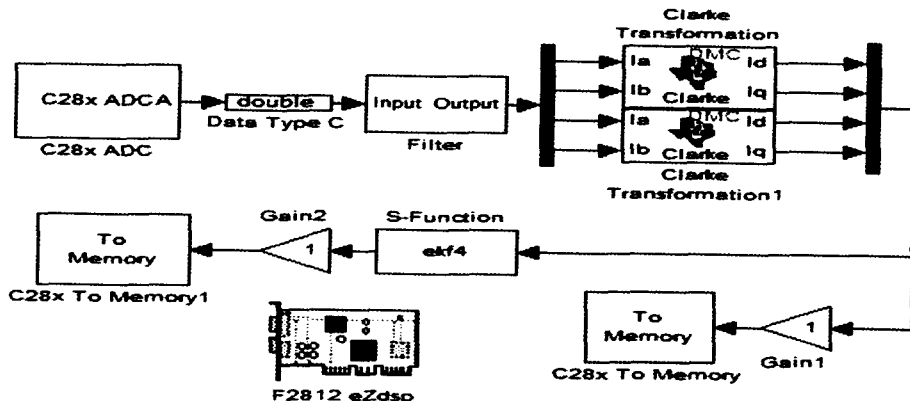 Clarke
Transformation
C28x ADC A
C28x ADC
double
Data Type C
Input Output
Filter
Ia DMC Id
Ib Clarke Iq
Ia DMC Id
Ib Clarke Iq
Clarke
Transformation1
To
Memory
C28x To Memory1
Gain2
1
S-Function
ekf4
F2812 eZdsp
To
Memory
C28x To Memory
1
Gain1